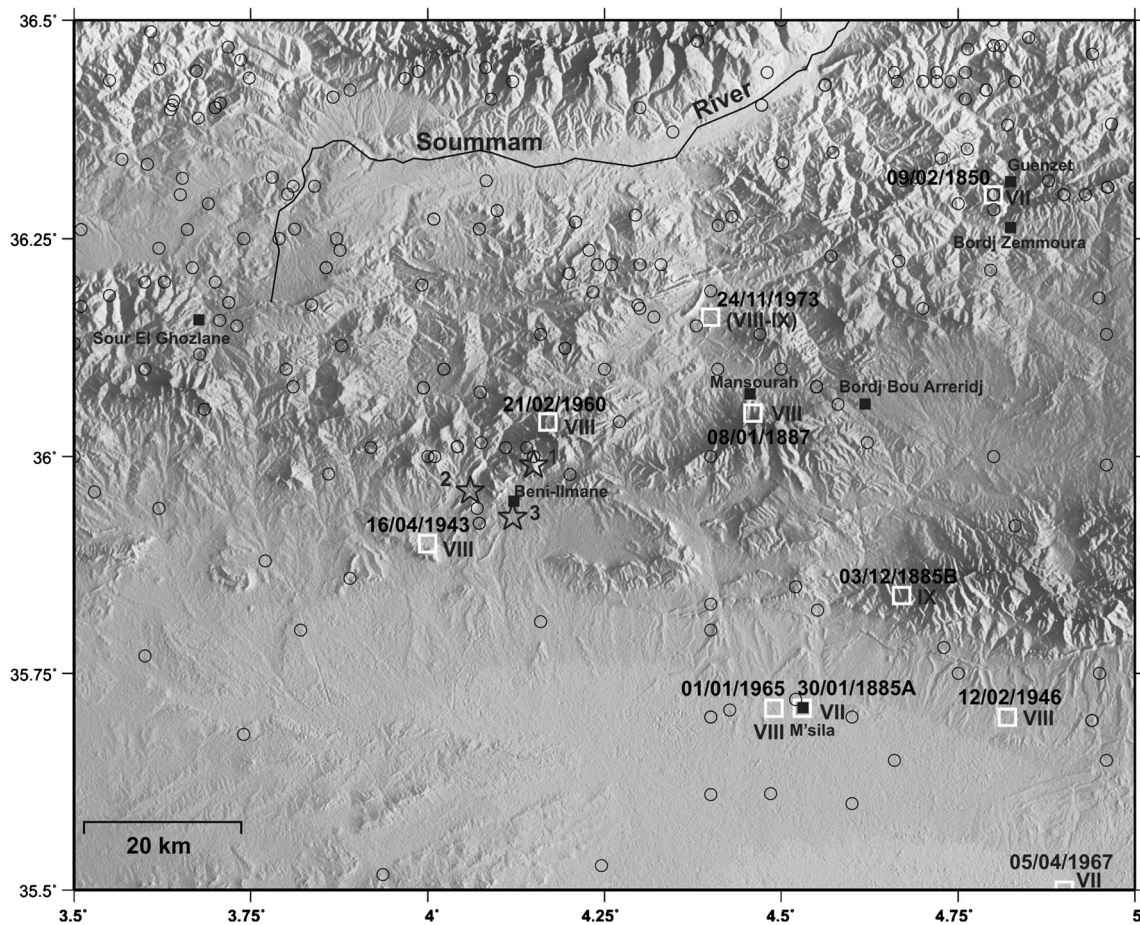 36.5˚
River
Soummam
Guenzet
09/02/1850
VII
36.25˚
Bordj Zemmoura
24/11/1973
(VIII-IX)
Sour El Ghozlane
Mansourah
Bordj Bou Arreridj
21/02/1960
VIII
VIII
08/01/1887
36˚
1
2
Beni-Ilmane
3
16/04/1943
VIII
03/12/1885B
IX
35.75˚
01/01/1965
30/01/1885A
12/02/1946
VII
VIII
VIII
M'sila
20 km
05/04/1967
VII
35.5˚
3.5˚
3.75˚
4˚
4.25˚
4.5˚
4.75˚
5